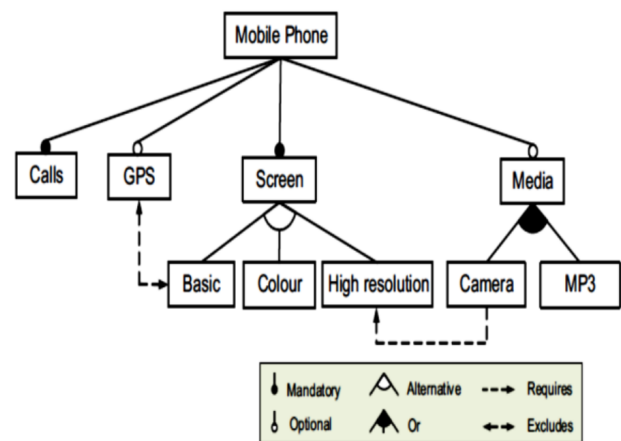 Mobile Phone
Calls GPS Screen Media
Basic Colour High resolution Camera MP3
Mandatory Alternative Requires
Optional Or Excludes